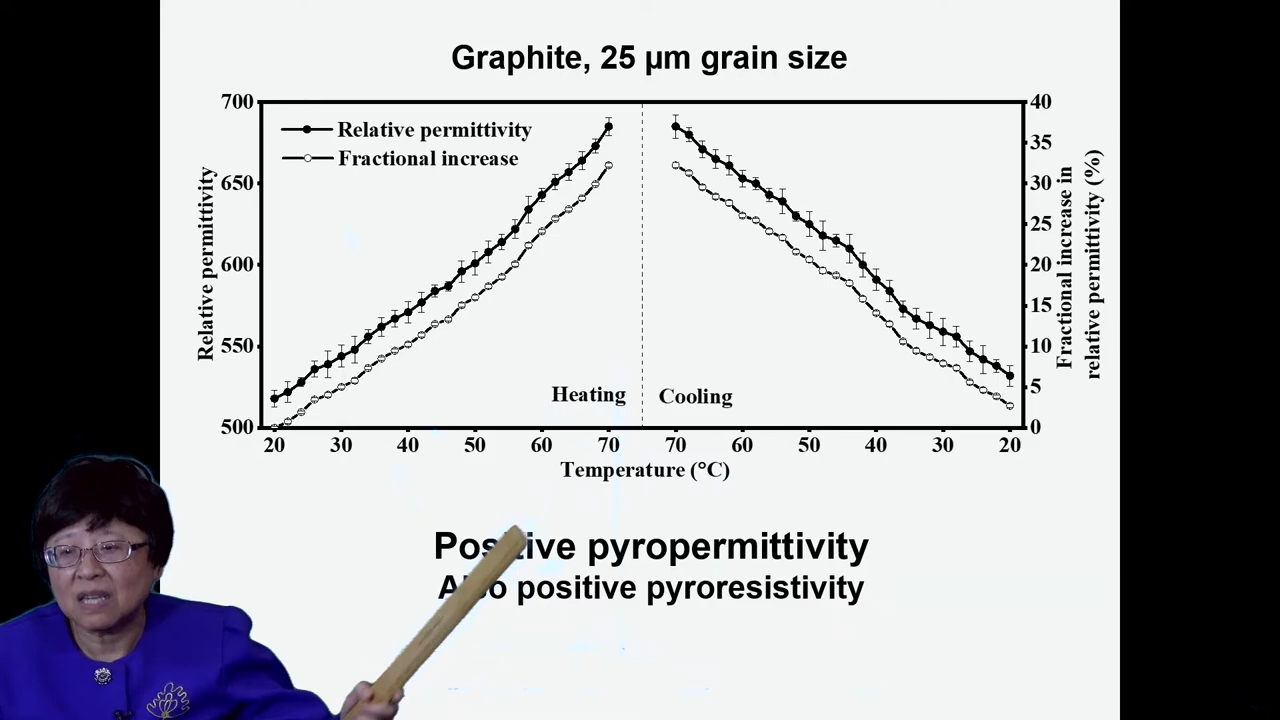 Graphite, 25 µm grain size
700
650
600
550
500
Relative permittivity
Relative permittivity
Fractional increase
Heating
Cooling
40
35
30
25
20
15
10
5
0
Fractional increase in
relative permittivity (%)
20 30 40 50 60 70 70 60 50 40 30 20
Temperature (°C)
Positive pyropermittivity
Also positive pyroresistivity